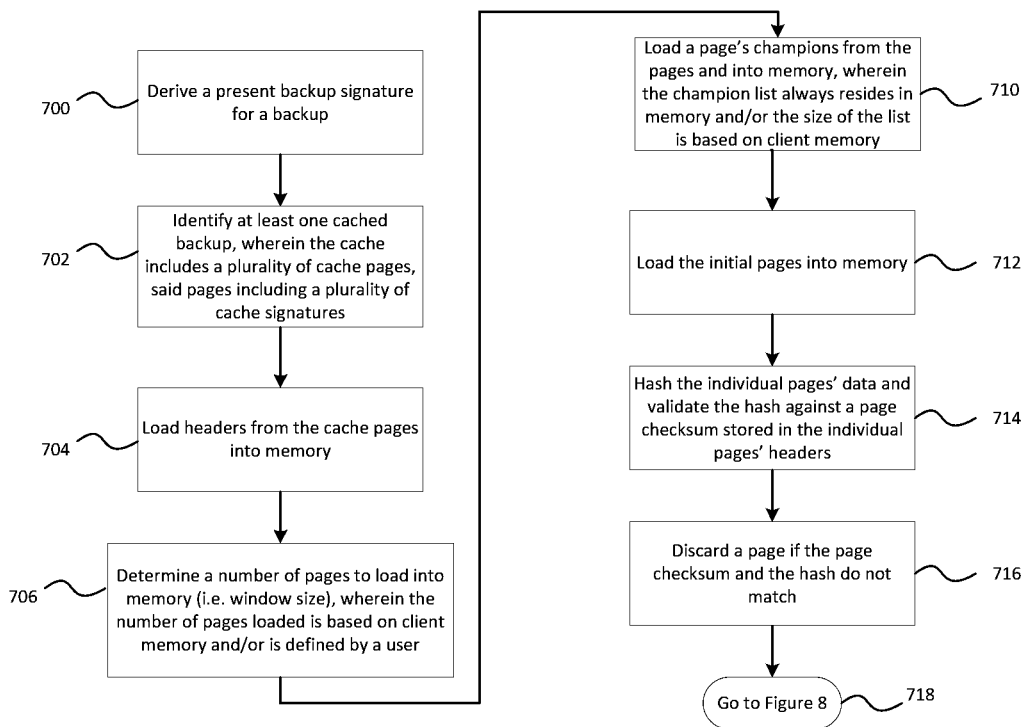 700
Derive a present backup signature
for a backup
702
Identify at least one cached
backup, wherein the cache
includes a plurality of cache pages,
said pages including a plurality of
cache signatures
704
Load headers from the cache pages
into memory
706
Determine a number of pages to load into
memory (i.e. window size), wherein the
number of pages loaded is based on client
memory and/or is defined by a user
Load a page's champions from the
pages and into memory, wherein
the champion list always resides in
memory and/or the size of the list
is based on client memory
710
Load the initial pages into memory
712
Hash the individual pages' data and
validate the hash against a page
checksum stored in the individual
pages' headers
714
Discard a page if the page
checksum and the hash do not
match
716
Go to Figure 8
718